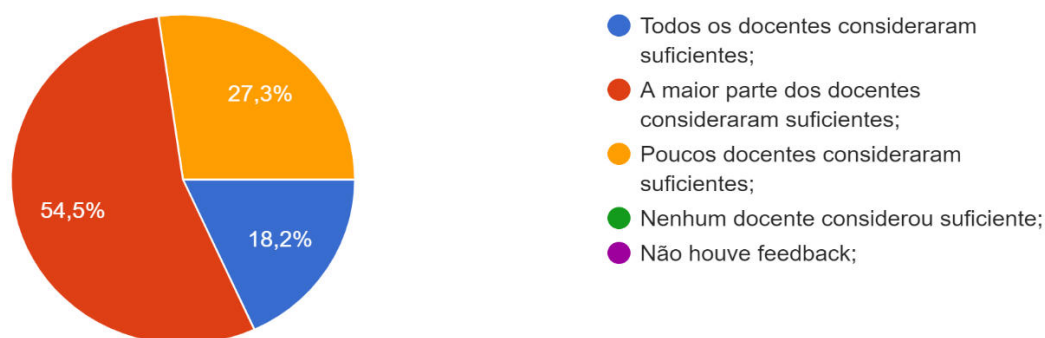 27,3%
54,5%
18,2%
Todos os docentes consideraram
suficientes;
A maior parte dos docentes
consideraram suficientes;
Poucos docentes consideraram
suficientes;
Nenhum docente considerou suficiente;
Não houve feedback;